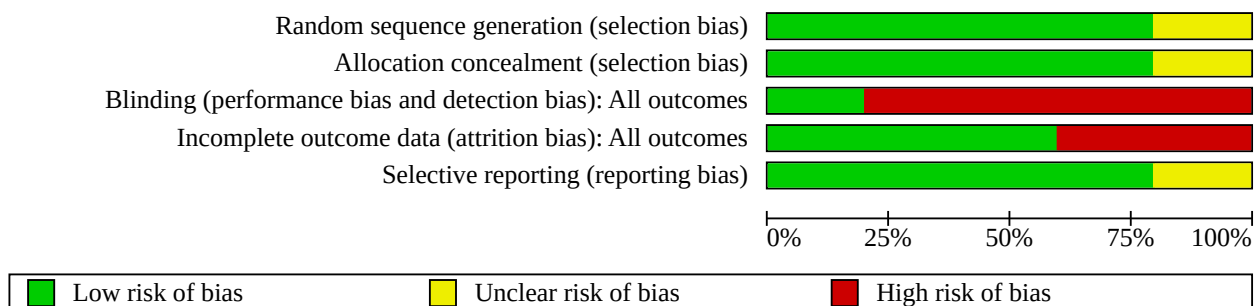 Random sequence generation (selection bias)
Allocation concealment (selection bias)
Blinding (performance bias and detection bias): All outcomes
Incomplete outcome data (attrition bias): All outcomes
Selective reporting (reporting bias)
0% 25% 50% 75% 100%
Low risk of bias Unclear risk of bias High risk of bias